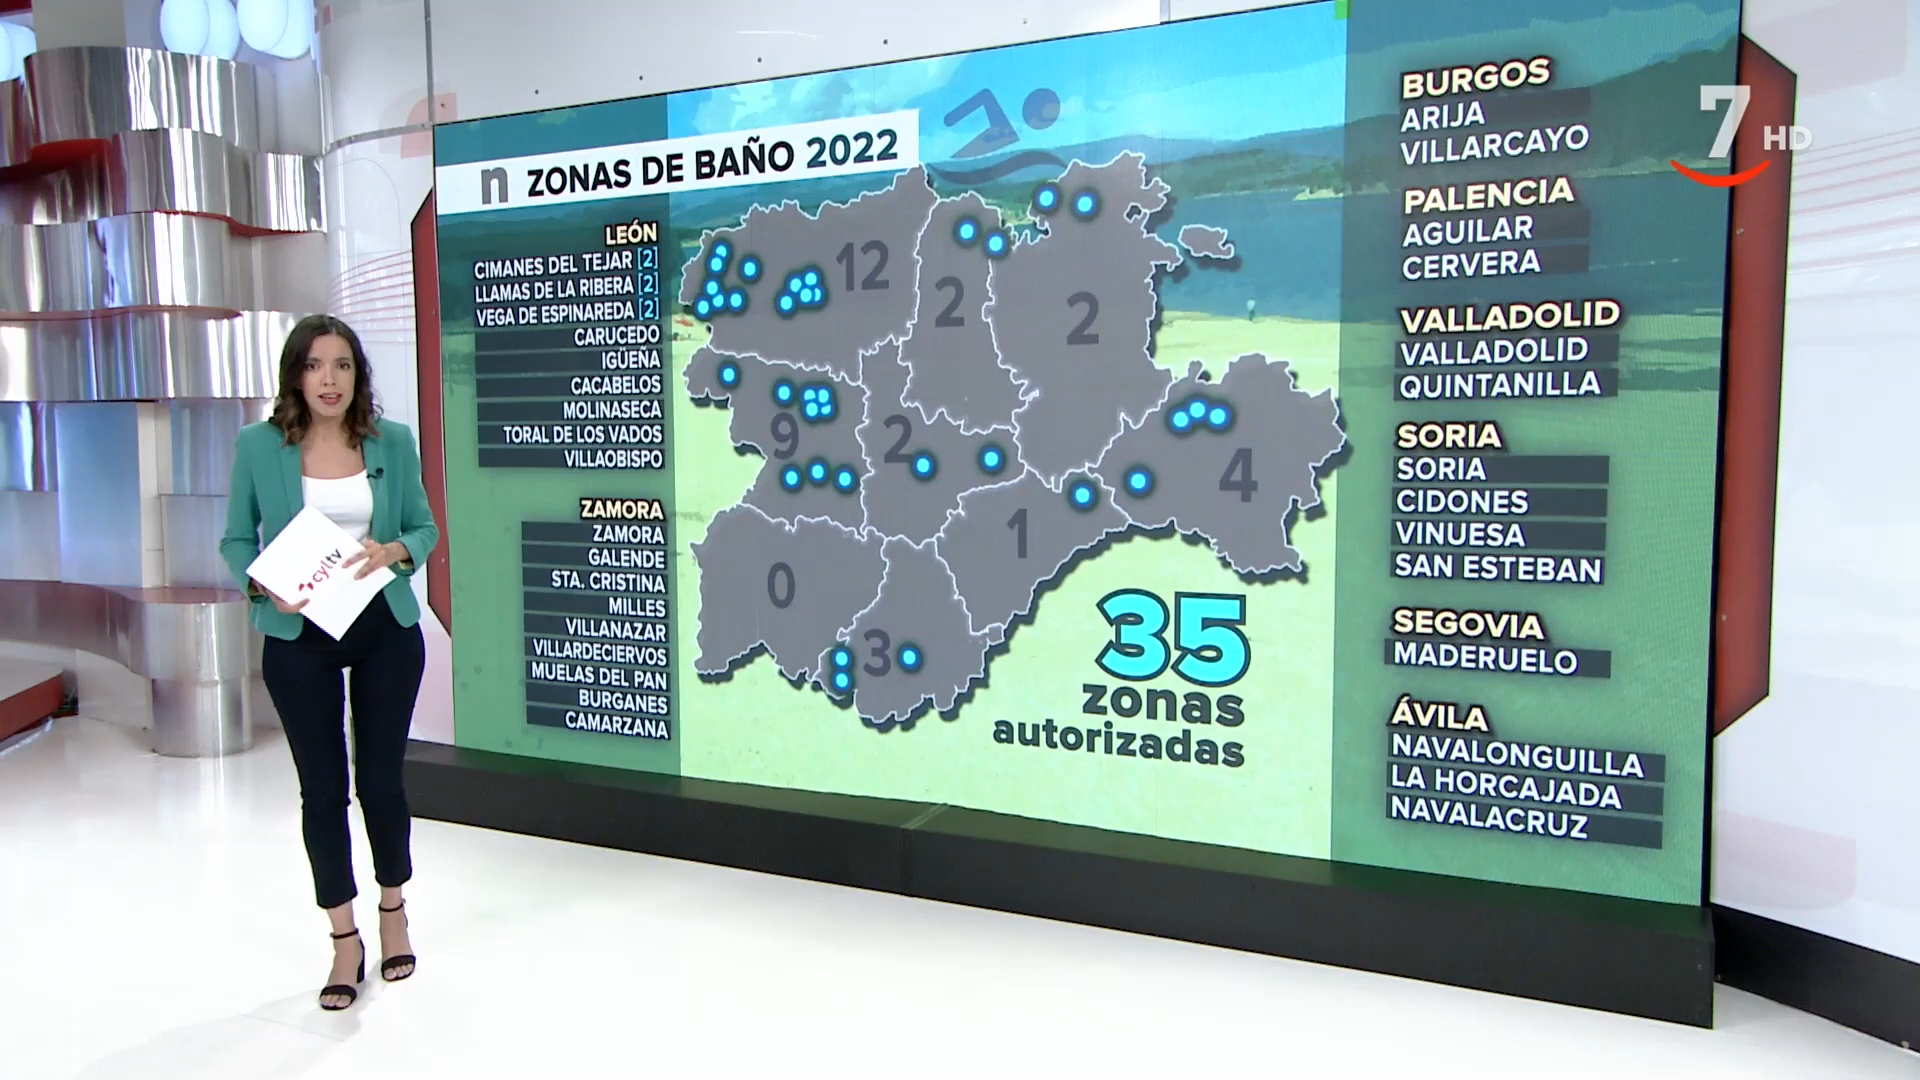 7 HD
n ZONAS DE BAÑO 2022
LEÓN
CIMANES DEL TEJAR [2]
LLAMAS DE LA RIBERA [2]
VEGA DE ESPINAREDA [2]
CARUCEDO
IGÜEÑA
CACABELOS
MOLINASECA
TORAL DE LOS VADOS
VILLAOBISPO
ZAMORA
ZAMORA
GALENDE
STA. CRISTINA
MILLES
VILLANAZAR
VILLARDECIERVOS
MUELAS DEL PAN
BURGANES
CAMARZANA
12
2
2
9
2
4
1
0
3
35
zonas
autorizadas
BURGOS
ARIJA
VILLARCAYO
PALENCIA
AGUILAR
CERVERA
VALLADOLID
VALLADOLID
QUINTANILLA
SORIA
SORIA
CIDONES
VINUESA
SAN ESTEBAN
SEGOVIA
MADERUELO
ÁVILA
NAVALONGUILLA
LA HORCAJADA
NAVALACRUZ
cyltv